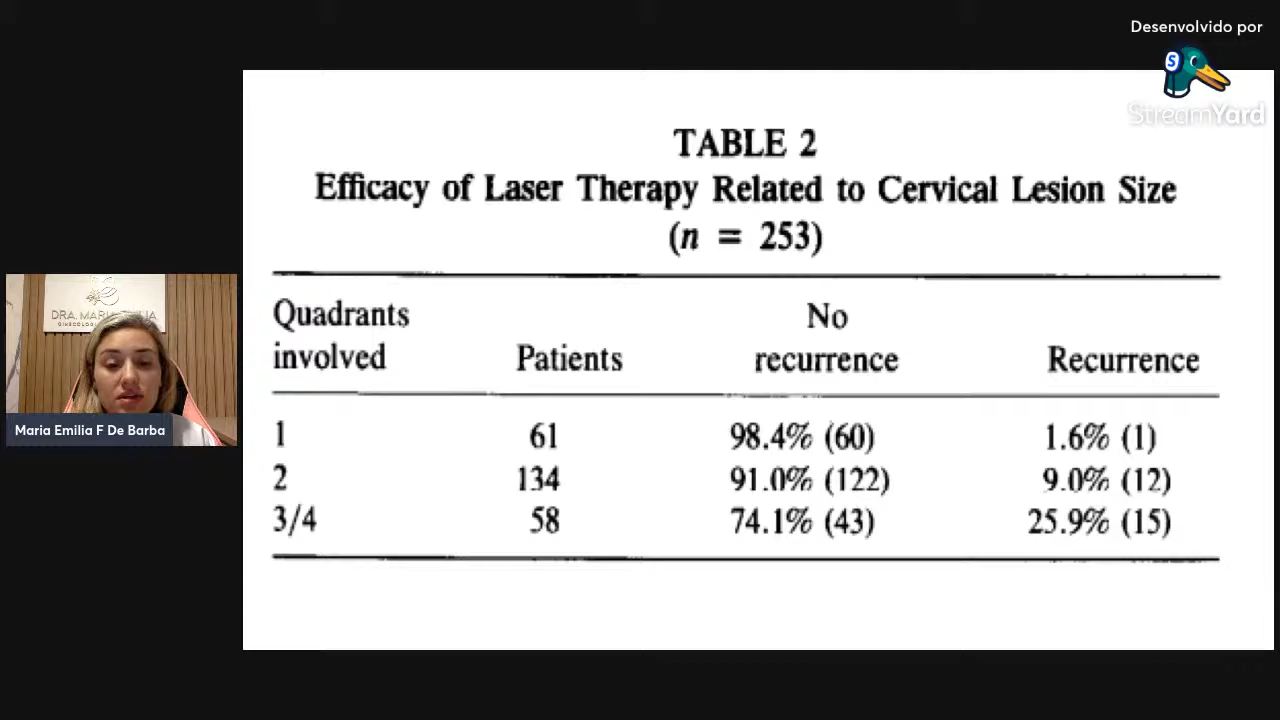 Desenvolvido por
StreamYard
TABLE 2
Efficacy of Laser Therapy Related to Cervical Lesion Size
(n = 253)
Quadrants involved Patients No recurrence Recurrence
1 61 98.4% (60) 1.6% (1)
2 134 91.0% (122) 9.0% (12)
3/4 58 74.1% (43) 25.9% (15)
DRA. MARIA
Maria Emilia F De Barba